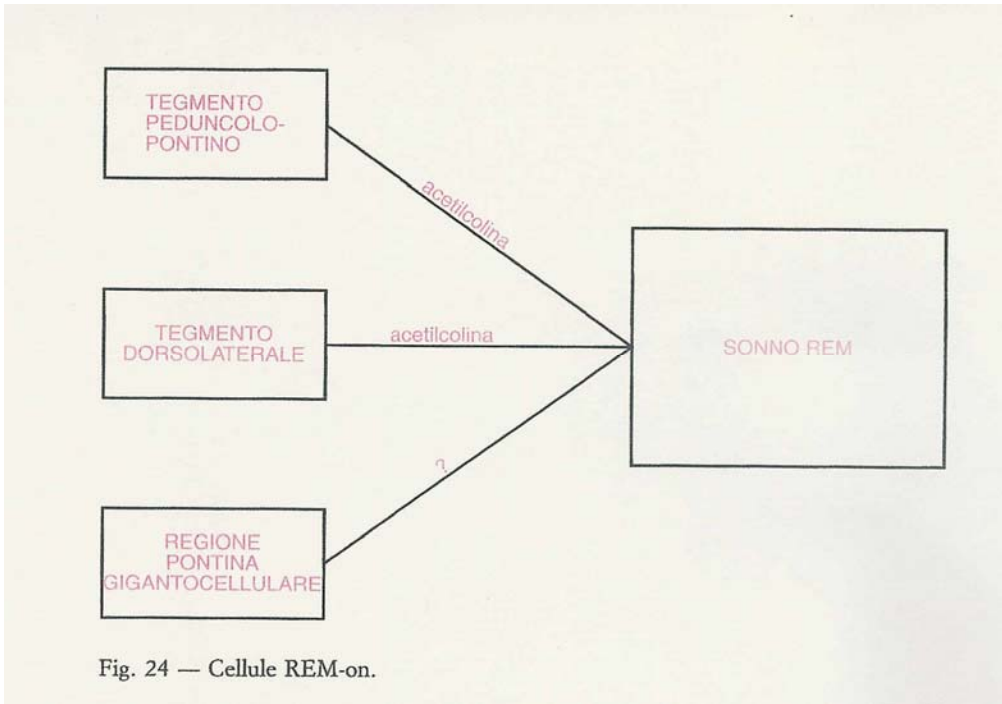 TEGMENTO
PEDUNCOLO-
PONTINO
acetilcolina
TEGMENTO
DORSOLATERALE
acetilcolina
SONNO REM
?
REGIONE
PONTINA
GIGANTOCELLULARE
Fig. 24 — Cellule REM-on.